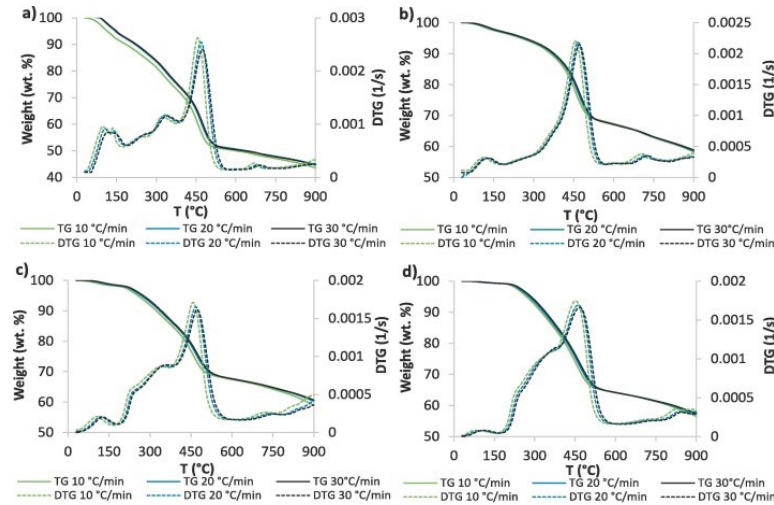 a)
100
90
80
70
60
50
40
Weight (wt. %)
0.003
0.002
0.001
0
DTG (1/s)
0 150 300 450 600 750 900
T (°C)
TG 10 °C/min TG 20 °C/min TG 30 °C/min
DTG 10 °C/min DTG 20 °C/min DTG 30 °C/min
b)
100
90
80
70
60
50
Weight (wt. %)
0.0025
0.002
0.0015
0.001
0.0005
0
DTG (1/s)
0 150 300 450 600 750 900
T (°C)
TG 10 °C/min TG 20 °C/min TG 30°C/min
DTG 10 °C/min DTG 20 °C/min DTG 30 °C/min
c)
100
90
80
70
60
50
Weight (wt. %)
0.002
0.0015
0.001
0.0005
0
DTG (1/s)
0 150 300 450 600 750 900
T (°C)
TG 10 °C/min TG 20 °C/min TG 30°C/min
DTG 10 °C/min DTG 20 °C/min DTG 30 °C/min
d)
100
90
80
70
60
50
Weight (wt. %)
0.002
0.0015
0.001
0.0005
0
DTG (1/s)
0 150 300 450 600 750 900
T (°C)
TG 10 °C/min TG 20 °C/min TG 30°C/min
DTG 10 °C/min DTG 20 °C/min DTG 30 °C/min